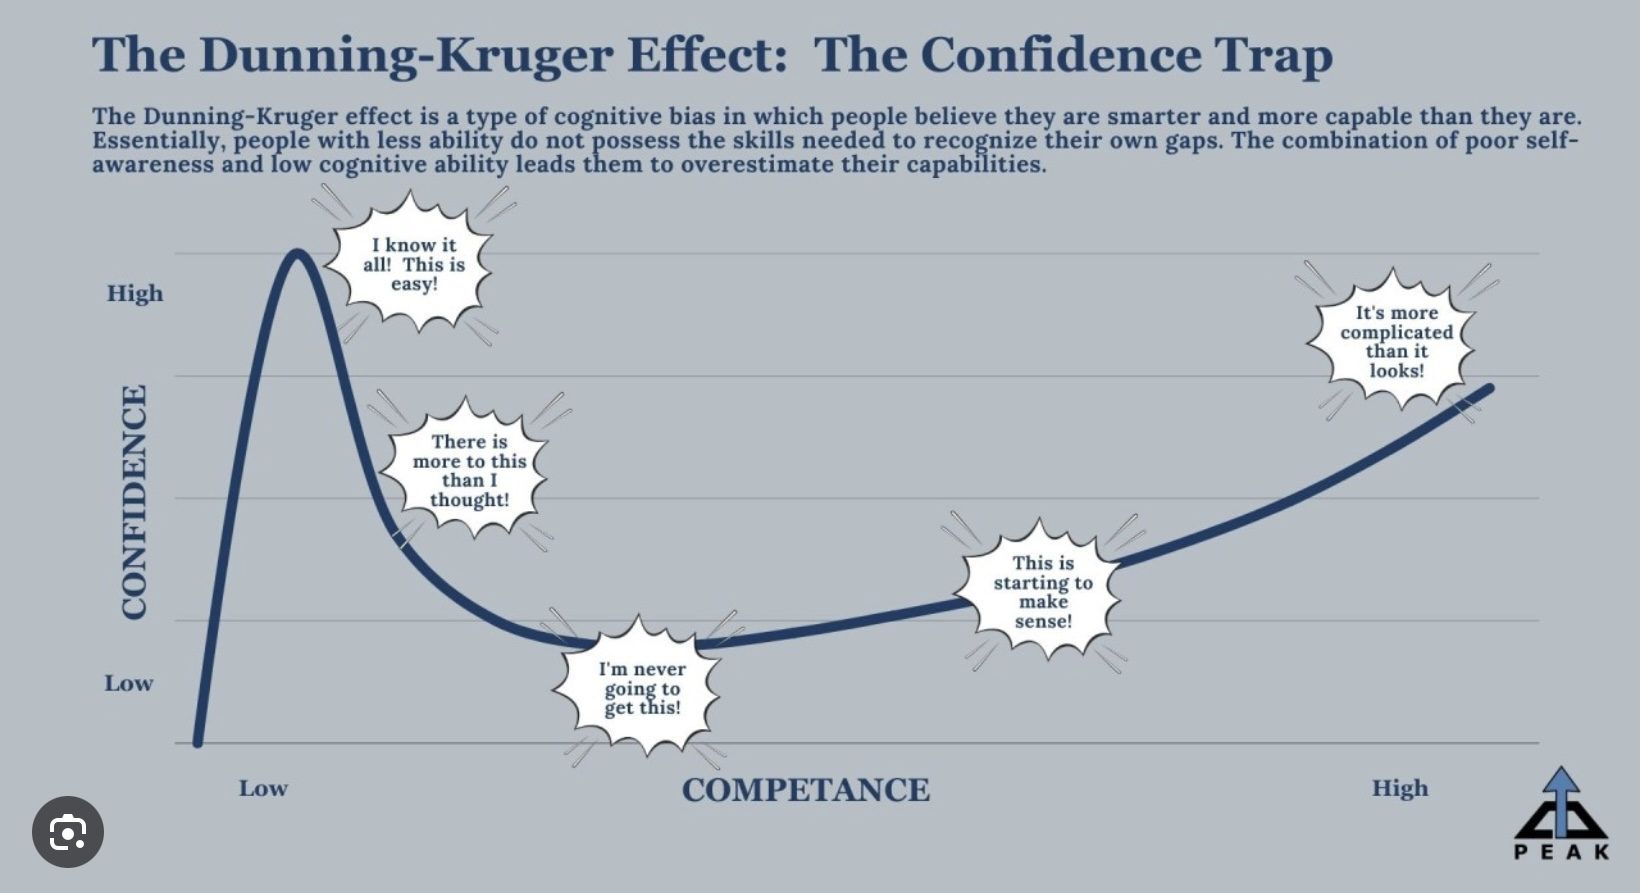 The Dunning-Kruger Effect:  The Confidence Trap
The Dunning-Kruger effect is a type of cognitive bias in which people believe they are smarter and more capable than they are.
Essentially, people with less ability do not possess the skills needed to recognize their own gaps. The combination of poor self-
awareness and low cognitive ability leads them to overestimate their capabilities.
I know it
all!  This is
easy!
High
It's more
complicated
than it
looks!
There is
more to this
than I
thought!
CONFIDENCE
This is
starting to
make
sense!
I'm never
going to
get this!
Low
Low
COMPETANCE
High
PEAK